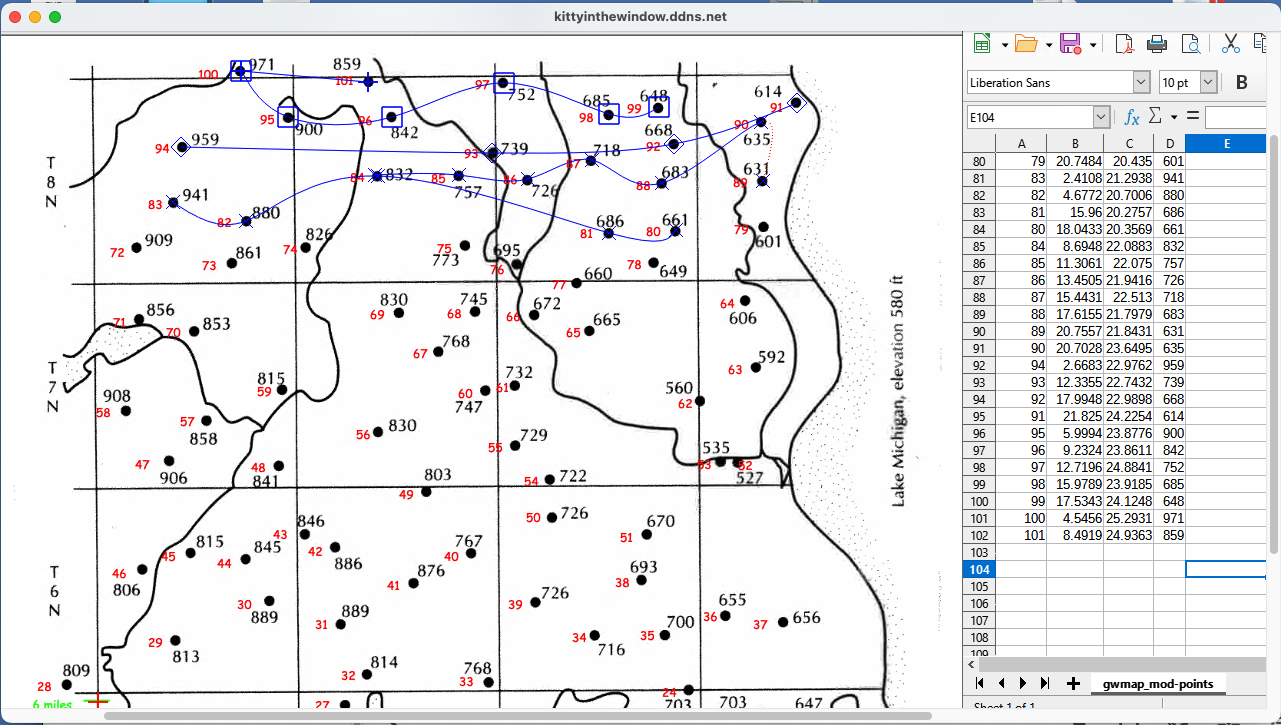 kittyinthewindow.ddns.net
100 971 859 101
97 752 614 91
685 648 99 98
95 900 96 842 90 635
94 959 93 739 668 92
T 8 N
87 718
84 832 85 757 86 726 683 88 631 89
83 941 82 880 686 81 661 80 79 601
72 909 73 861 74 826 75 773 695 76
78 649 77 660
71 856 70 853 830 69 745 68 672 66 665 65 64 606
T 7 N
768 67 592 63
908 58 815 59 60 747 61 732 560 62
57 858 56 830 55 729
47 906 48 841 803 49 54 722 535 53 52 527
Lake Michigan, elevation 580 ft
846 43 42 886 767 40 50 726 670 51
T 6 N
815 45 46 806 845 44 876 41 693 38
30 889 889 31 39 726 655 36 37 656
29 813 34 716 700 35
809 28 814 32 768 33 24 703 703 647
6 miles 27
Liberation Sans 10 pt B
E104 fx Σ =
A B C D E
80 79 20.7484 20.435 601
81 83 2.4108 21.2938 941
82 82 4.6772 20.7006 880
83 81 15.96 20.2757 686
84 80 18.0433 20.3569 661
85 84 8.6948 22.0883 832
86 85 11.3061 22.075 757
87 86 13.4505 21.9416 726
88 87 15.4431 22.513 718
89 88 17.6155 21.7979 683
90 89 20.7557 21.8431 631
91 90 20.7028 23.6495 635
92 94 2.6683 22.9762 959
93 93 12.3355 22.7432 739
94 92 17.9948 22.9898 668
95 91 21.825 24.2254 614
96 95 5.9994 23.8776 900
97 96 9.2324 23.8611 842
98 97 12.7196 24.8841 752
99 98 15.9789 23.9185 685
100 99 17.5343 24.1248 648
101 100 4.5456 25.2931 971
102 101 8.4919 24.9363 859
103
104
105
106
107
108
109
gwmap_mod-points
Sheet 1 of 1